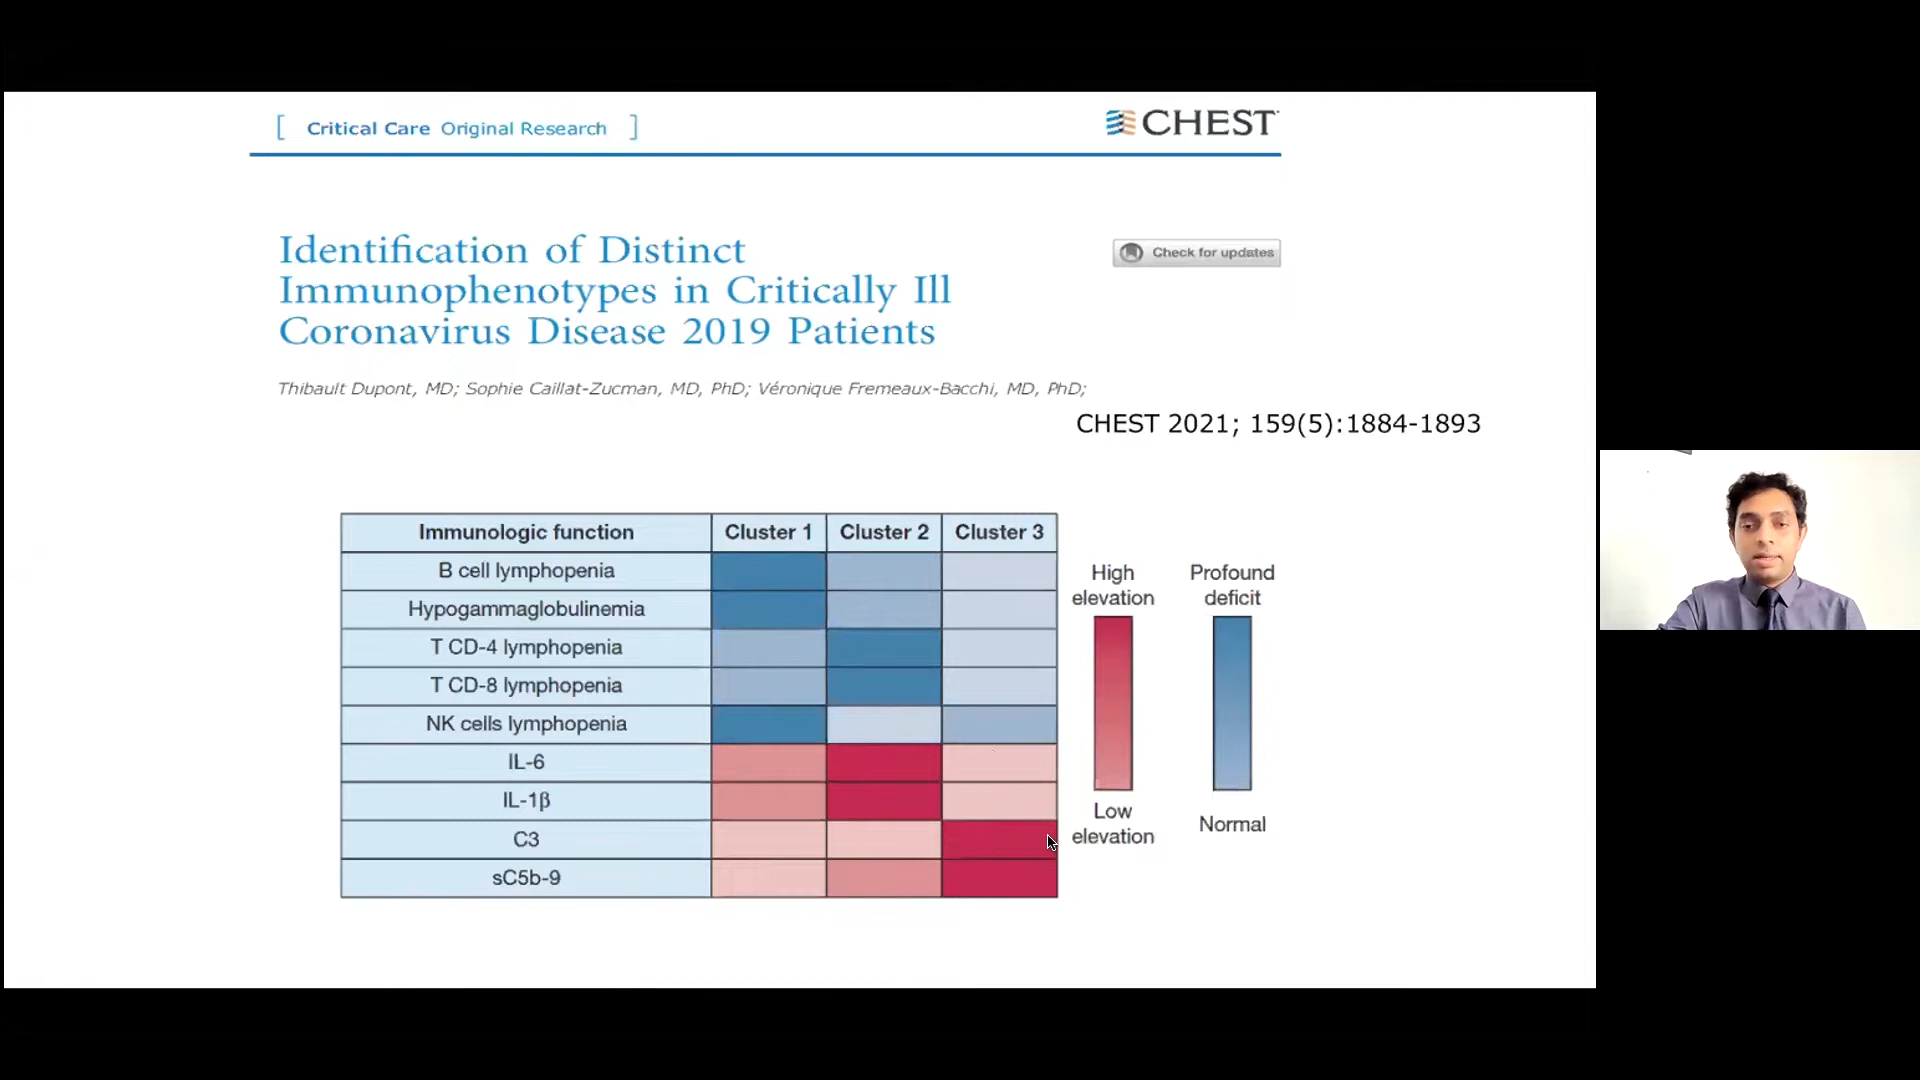 [ Critical Care Original Research ]
CHEST
Identification of Distinct
Immunophenotypes in Critically Ill
Coronavirus Disease 2019 Patients
Check for updates
Thibault Dupont, MD; Sophie Caillat-Zucman, MD, PhD; Véronique Fremeaux-Bacchi, MD, PhD;
CHEST 2021; 159(5):1884-1893
Immunologic function Cluster 1 Cluster 2 Cluster 3
B cell lymphopenia
Hypogammaglobulinemia
T CD-4 lymphopenia
T CD-8 lymphopenia
NK cells lymphopenia
IL-6
IL-1β
C3
sC5b-9
High
elevation
Low
elevation
Profound
deficit
Normal